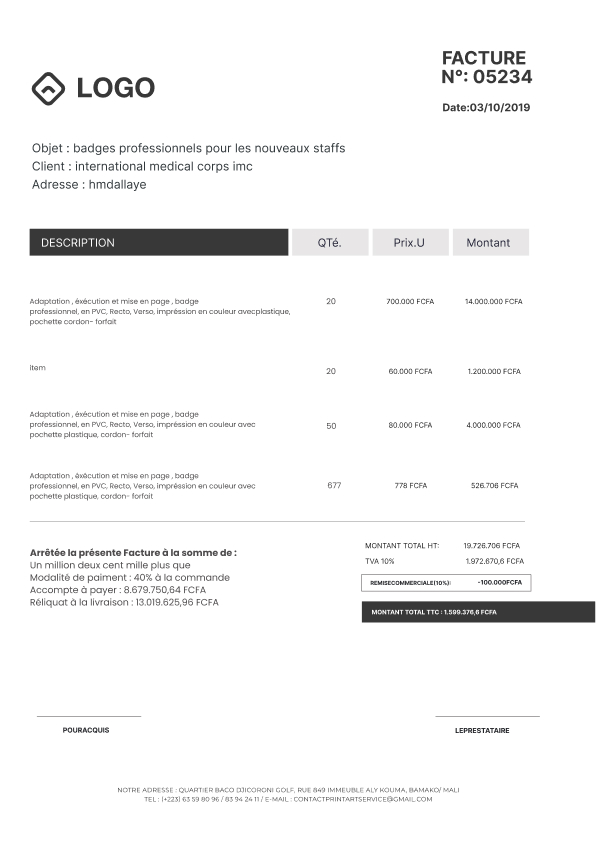 LOGO
FACTURE
N°: 05234
Date:03/10/2019
Objet : badges professionnels pour les nouveaux staffs
Client : international medical corps imc
Adresse : hmdallaye
DESCRIPTION QTé. Prix.U Montant
Adaptation , éxécution et mise en page , badge
professionnel, en PVC, Recto, Verso, impréssion en couleur avecplastique,
pochette cordon- forfait
20 700.000 FCFA 14.000.000 FCFA
item
20 60.000 FCFA 1.200.000 FCFA
Adaptation , éxécution et mise en page , badge
professionnel, en PVC, Recto, Verso, impréssion en couleur avec
pochette plastique, cordon- forfait
50 80.000 FCFA 4.000.000 FCFA
Adaptation , éxécution et mise en page , badge
professionnel, en PVC, Recto, Verso, impréssion en couleur avec
pochette plastique, cordon- forfait
677 778 FCFA 526.706 FCFA
MONTANT TOTAL HT: 19.726.706 FCFA
TVA 10% 1.972.670,6 FCFA
REMISECOMMERCIALE(10%): -100.000FCFA
MONTANT TOTAL TTC : 1.599.376,6 FCFA
Arrêtée la présente Facture à la somme de :
Un million deux cent mille plus que
Modalité de paiment : 40% à la commande
Accompte à payer : 8.679.750,64 FCFA
Réliquat à la livraison : 13.019.625,96 FCFA
POURACQUIS
LEPRESTATAIRE
NOTRE ADRESSE : QUARTIER BACO DJICORONI GOLF, RUE 849 IMMEUBLE ALY KOUMA, BAMAKO/ MALI
TEL : (+223) 63 59 80 96 / 83 94 24 11 / E-MAIL : CONTACTPRINTARTSERVICE@GMAIL.COM